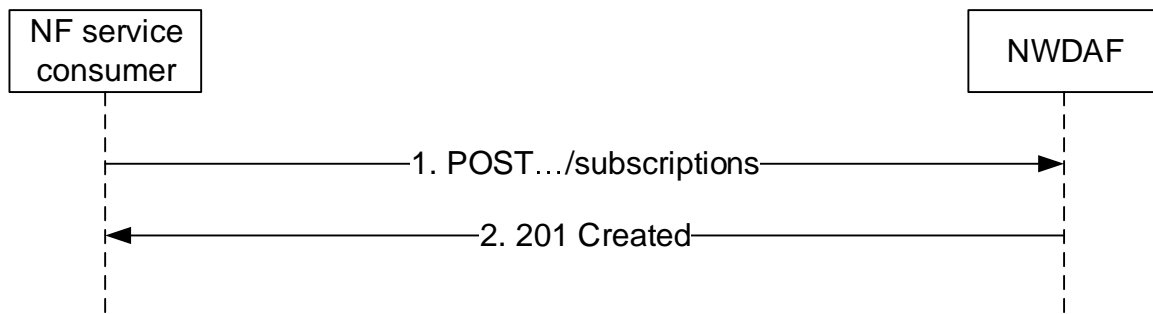 NF service
consumer
NWDAF
1. POST…/subscriptions
2. 201 Created